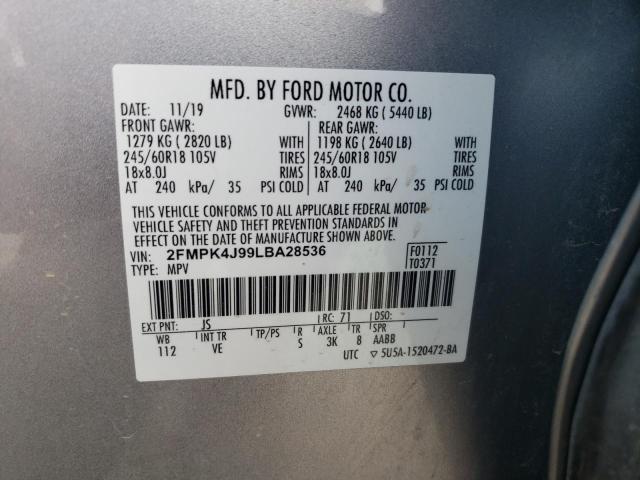 MFD. BY FORD MOTOR CO.
DATE: 11/19 GVWR: 2468 KG ( 5440 LB)
FRONT GAWR: REAR GAWR:
1279 KG ( 2820 LB) WITH 1198 KG ( 2640 LB) WITH
245/60R18 105V TIRES 245/60R18 105V TIRES
18x8.0J RIMS 18x8.0J RIMS
AT 240 kPa/ 35 PSI COLD AT 240 kPa/ 35 PSI COLD
THIS VEHICLE CONFORMS TO ALL APPLICABLE FEDERAL MOTOR
VEHICLE SAFETY AND THEFT PREVENTION STANDARDS IN
EFFECT ON THE DATE OF MANUFACTURE SHOWN ABOVE.
VIN: 2FMPK4J99LBA28536 F0112
TYPE: MPV T0371
EXT PNT: JS RC: 71 DSO:
WB INT TR TP/PS R AXLE TR SPR
112 VE S 3K 8 AABB
UTC ▽ 5U5A-1520472-BA